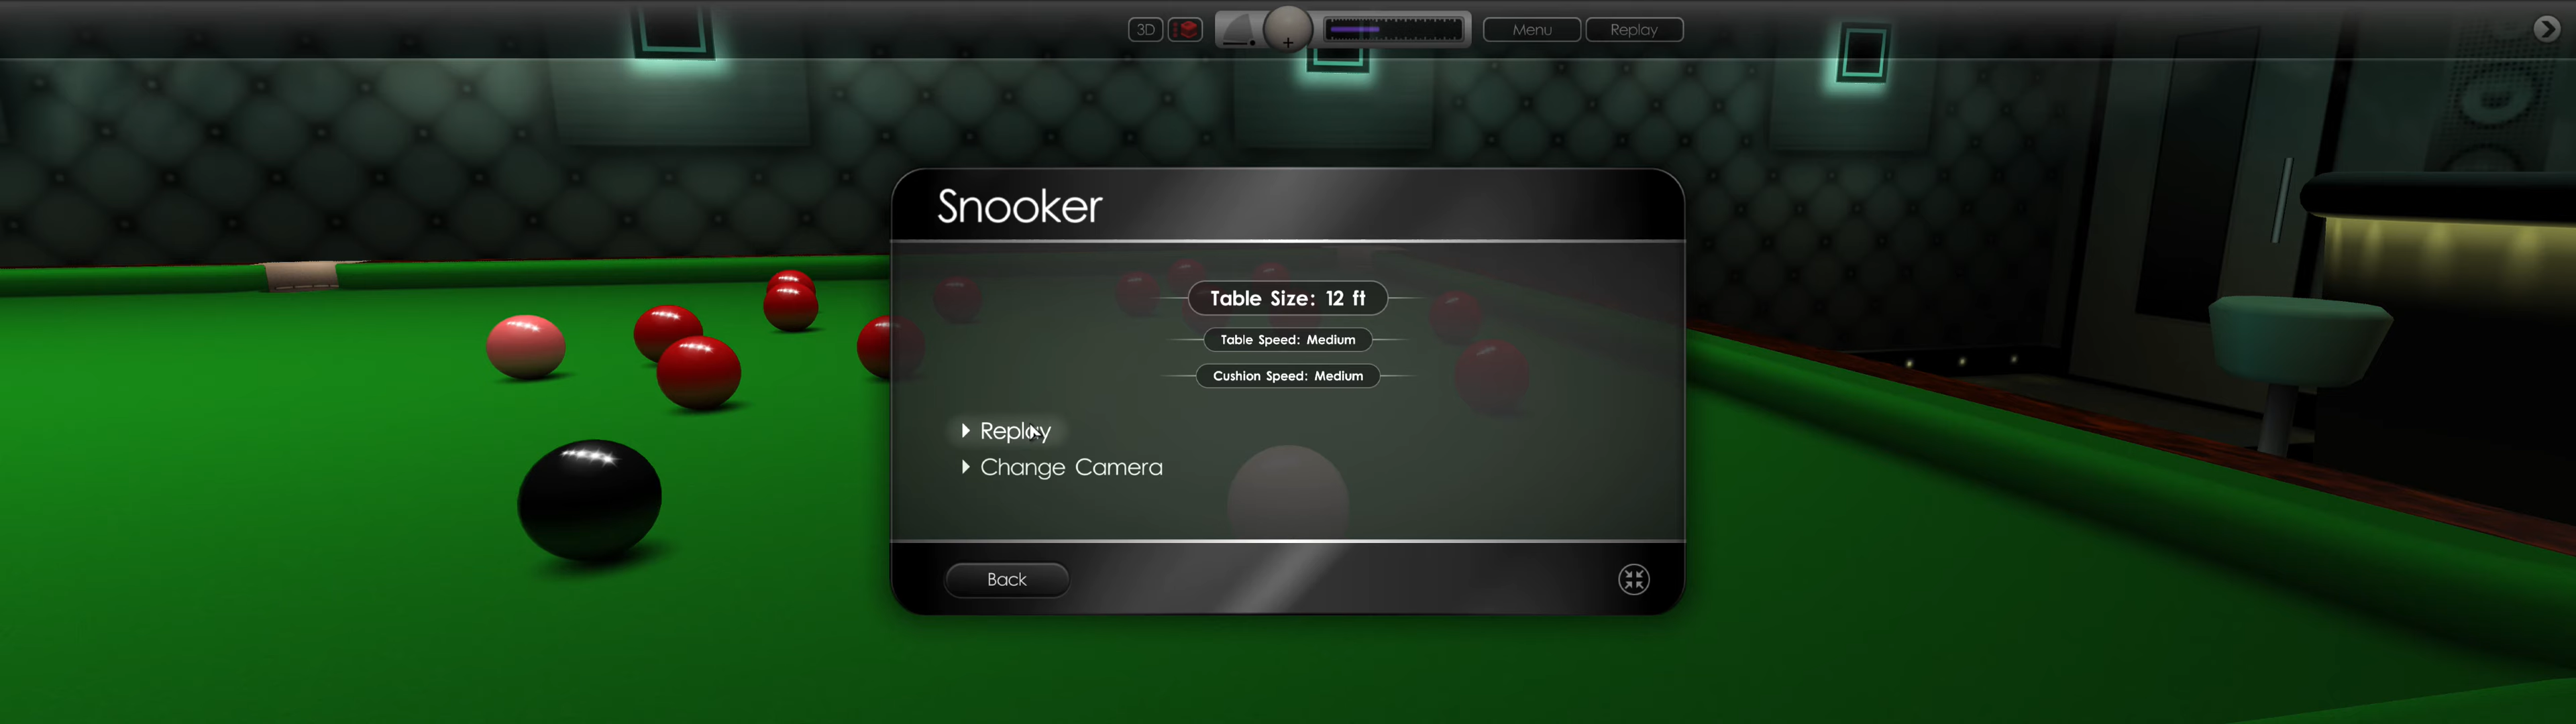 3D
Menu
Replay
Snooker
Table Size: 12 ft
Table Speed: Medium
Cushion Speed: Medium
Replay
Change Camera
Back